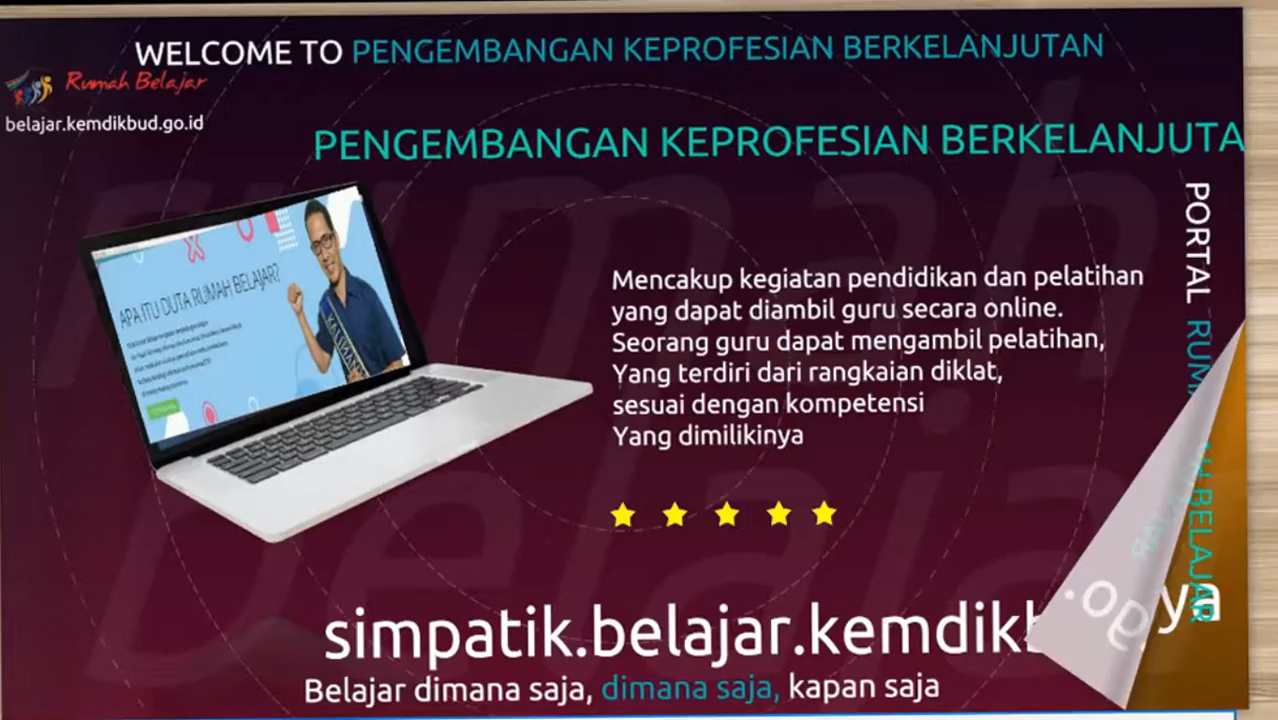 WELCOME TO PENGEMBANGAN KEPROFESIAN BERKELANJUTAN
Rumah Belajar
belajar.kemdikbud.go.id
PENGEMBANGAN KEPROFESIAN BERKELANJUTA
PORTAL
APA ITU DUTA RUMAH BELAJAR?
Mencakup kegiatan pendidikan dan pelatihan
yang dapat diambil guru secara online.
Seorang guru dapat mengambil pelatihan,
Yang terdiri dari rangkaian diklat,
sesuai dengan kompetensi
Yang dimilikinya
BELAJAR
simpatik.belajar.kemdikb
Belajar dimana saja, dimana saja, kapan saja
rumah